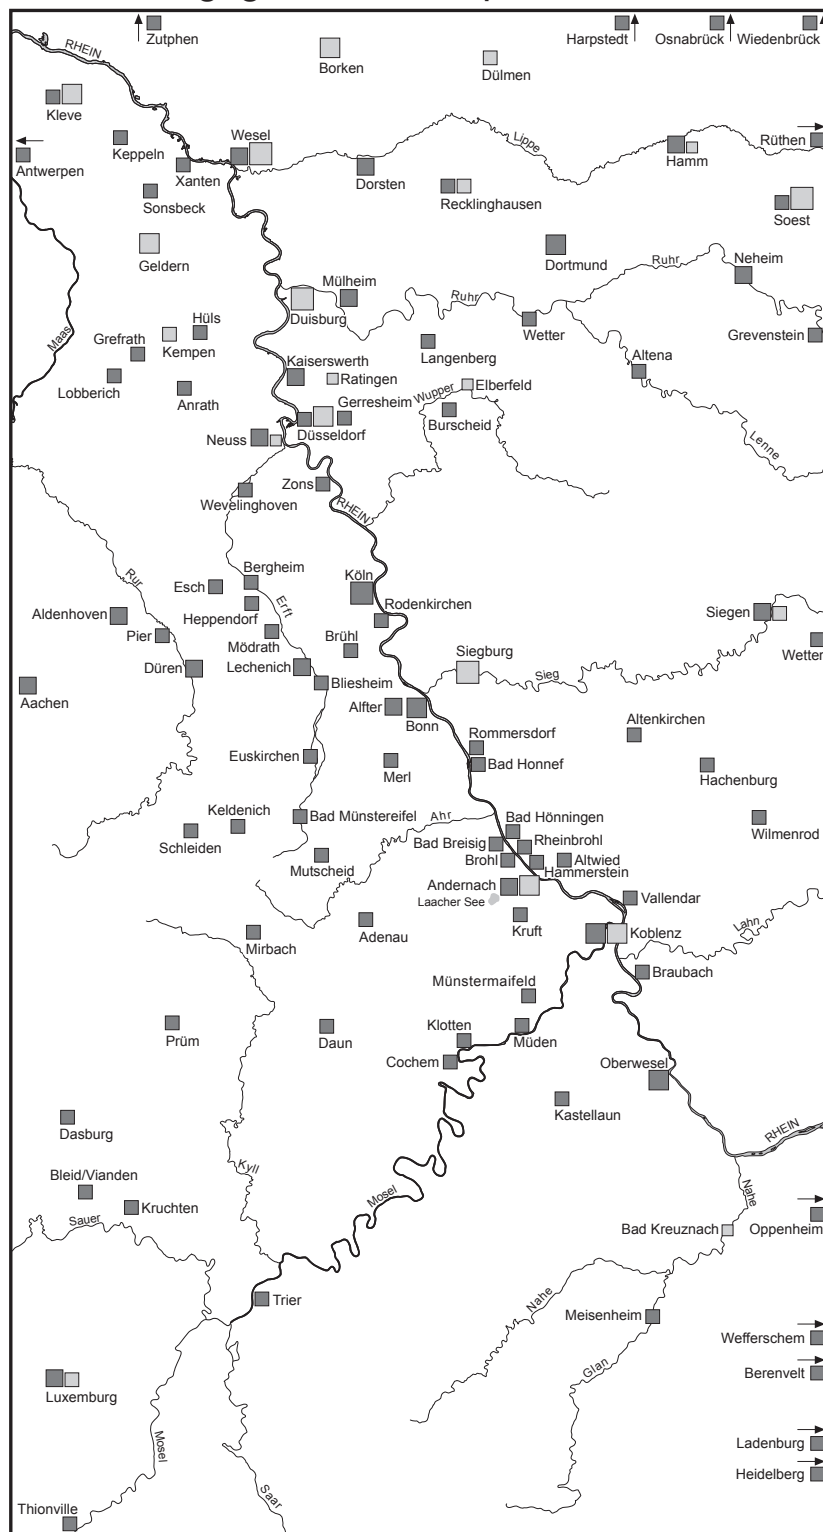 Zutphen
Harpstedt
Osnabrück
Wiedenbrück
RHEIN
Borken
Dülmen
Kleve
Wesel
Lippe
Keppeln
Rüthen
Antwerpen
Xanten
Dorsten
Hamm
Sonsbeck
Recklinghausen
Soest
Geldern
Dortmund
Ruhr
Neheim
Mülheim
Ruhr
Duisburg
Hüls
Maas
Grefrath
Kempen
Wetter
Grevenstein
Langenberg
Lobberich
Kaiserswerth
Ratingen
Altena
Anrath
Wupper
Elberfeld
Gerresheim
Burscheid
Düsseldorf
Neuss
Lenne
Zons
Wevelinghoven
RHEIN
Rur
Bergheim
Köln
Esch
Erft
Rodenkirchen
Aldenhoven
Heppendorf
Siegen
Pier
Mödrath
Brühl
Wetter
Düren
Lechenich
Siegburg
Sieg
Aachen
Bliesheim
Alfter
Bonn
Altenkirchen
Rommersdorf
Euskirchen
Merl
Bad Honnef
Hachenburg
Keldenich
Bad Münstereifel
Ahr
Bad Hönningen
Wilmenrod
Schleiden
Bad Breisig
Rheinbrohl
Mutscheid
Brohl
Altwied
Hammerstein
Andernach
Laacher See
Vallendar
Kruft
Lahn
Mirbach
Adenau
Koblenz
Braubach
Münstermaifeld
Prüm
Daun
Klotten
Müden
Cochem
Oberwesel
Kastellaun
Dasburg
RHEIN
Kyll
Bleid/Vianden
Mosel
Nahe
Kruchten
Sauer
Bad Kreuznach
Oppenheim
Trier
Nahe
Meisenheim
Wefferschem
Glan
Berenvelt
Luxemburg
Mosel
Ladenburg
Heidelberg
Saar
Thionville